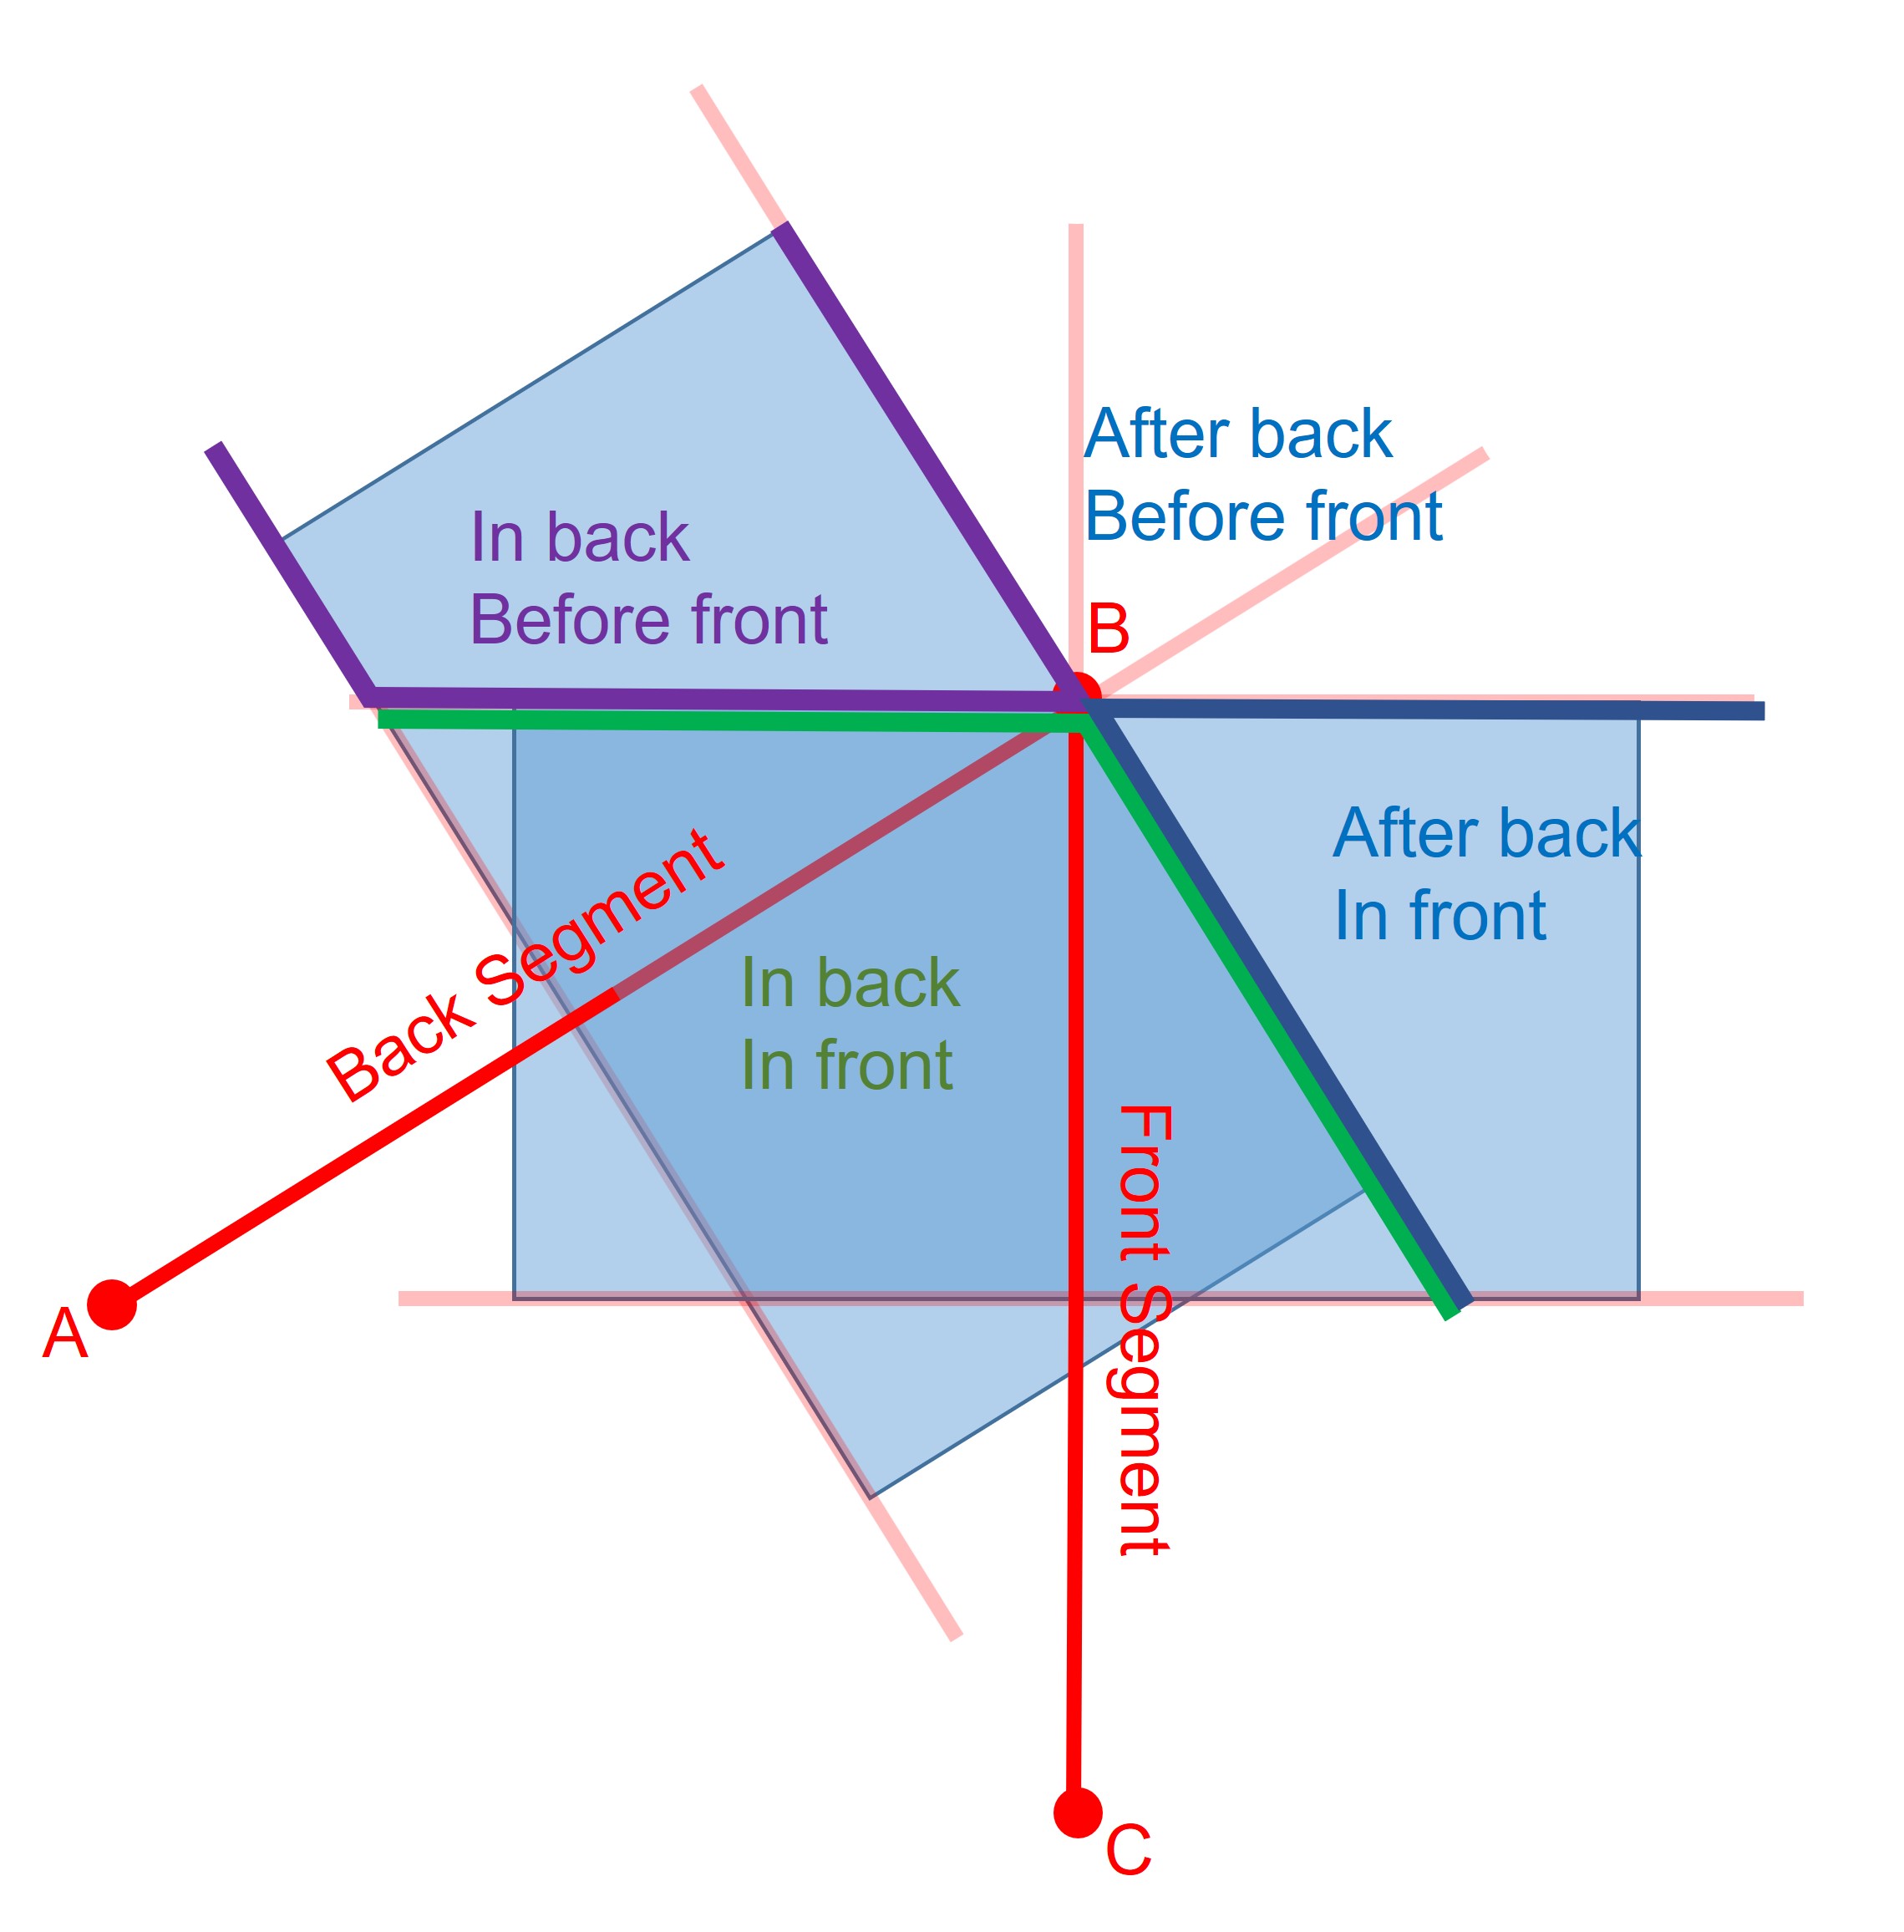 After back
Before front
In back
Before front
B
After back
In front
Back Segment
In back
In front
Front Segment
A
C